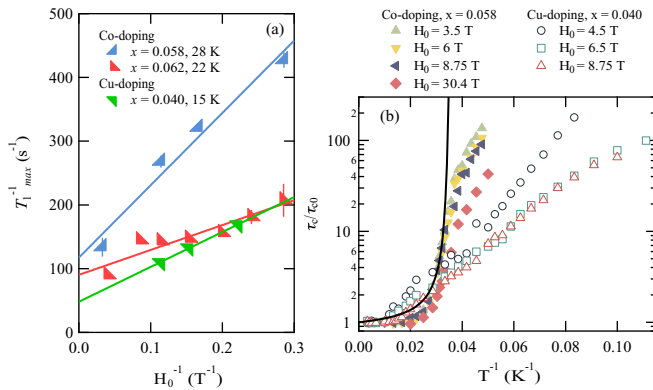 (a)
Co-doping
x = 0.058, 28 K
x = 0.062, 22 K
Cu-doping
x = 0.040, 15 K
500
400
300
200
100
0
T₁⁻¹ max (s⁻¹)
0.0 0.1 0.2 0.3
H₀⁻¹ (T⁻¹)
Co-doping, x = 0.058
H₀ = 3.5 T
H₀ = 6 T
H₀ = 8.75 T
H₀ = 30.4 T
Cu-doping, x = 0.040
H₀ = 4.5 T
H₀ = 6.5 T
H₀ = 8.75 T
(b)
100
8
6
4
2
10
8
6
4
2
1
τc/τc0
0.00 0.02 0.04 0.06 0.08 0.10
T⁻¹ (K⁻¹)